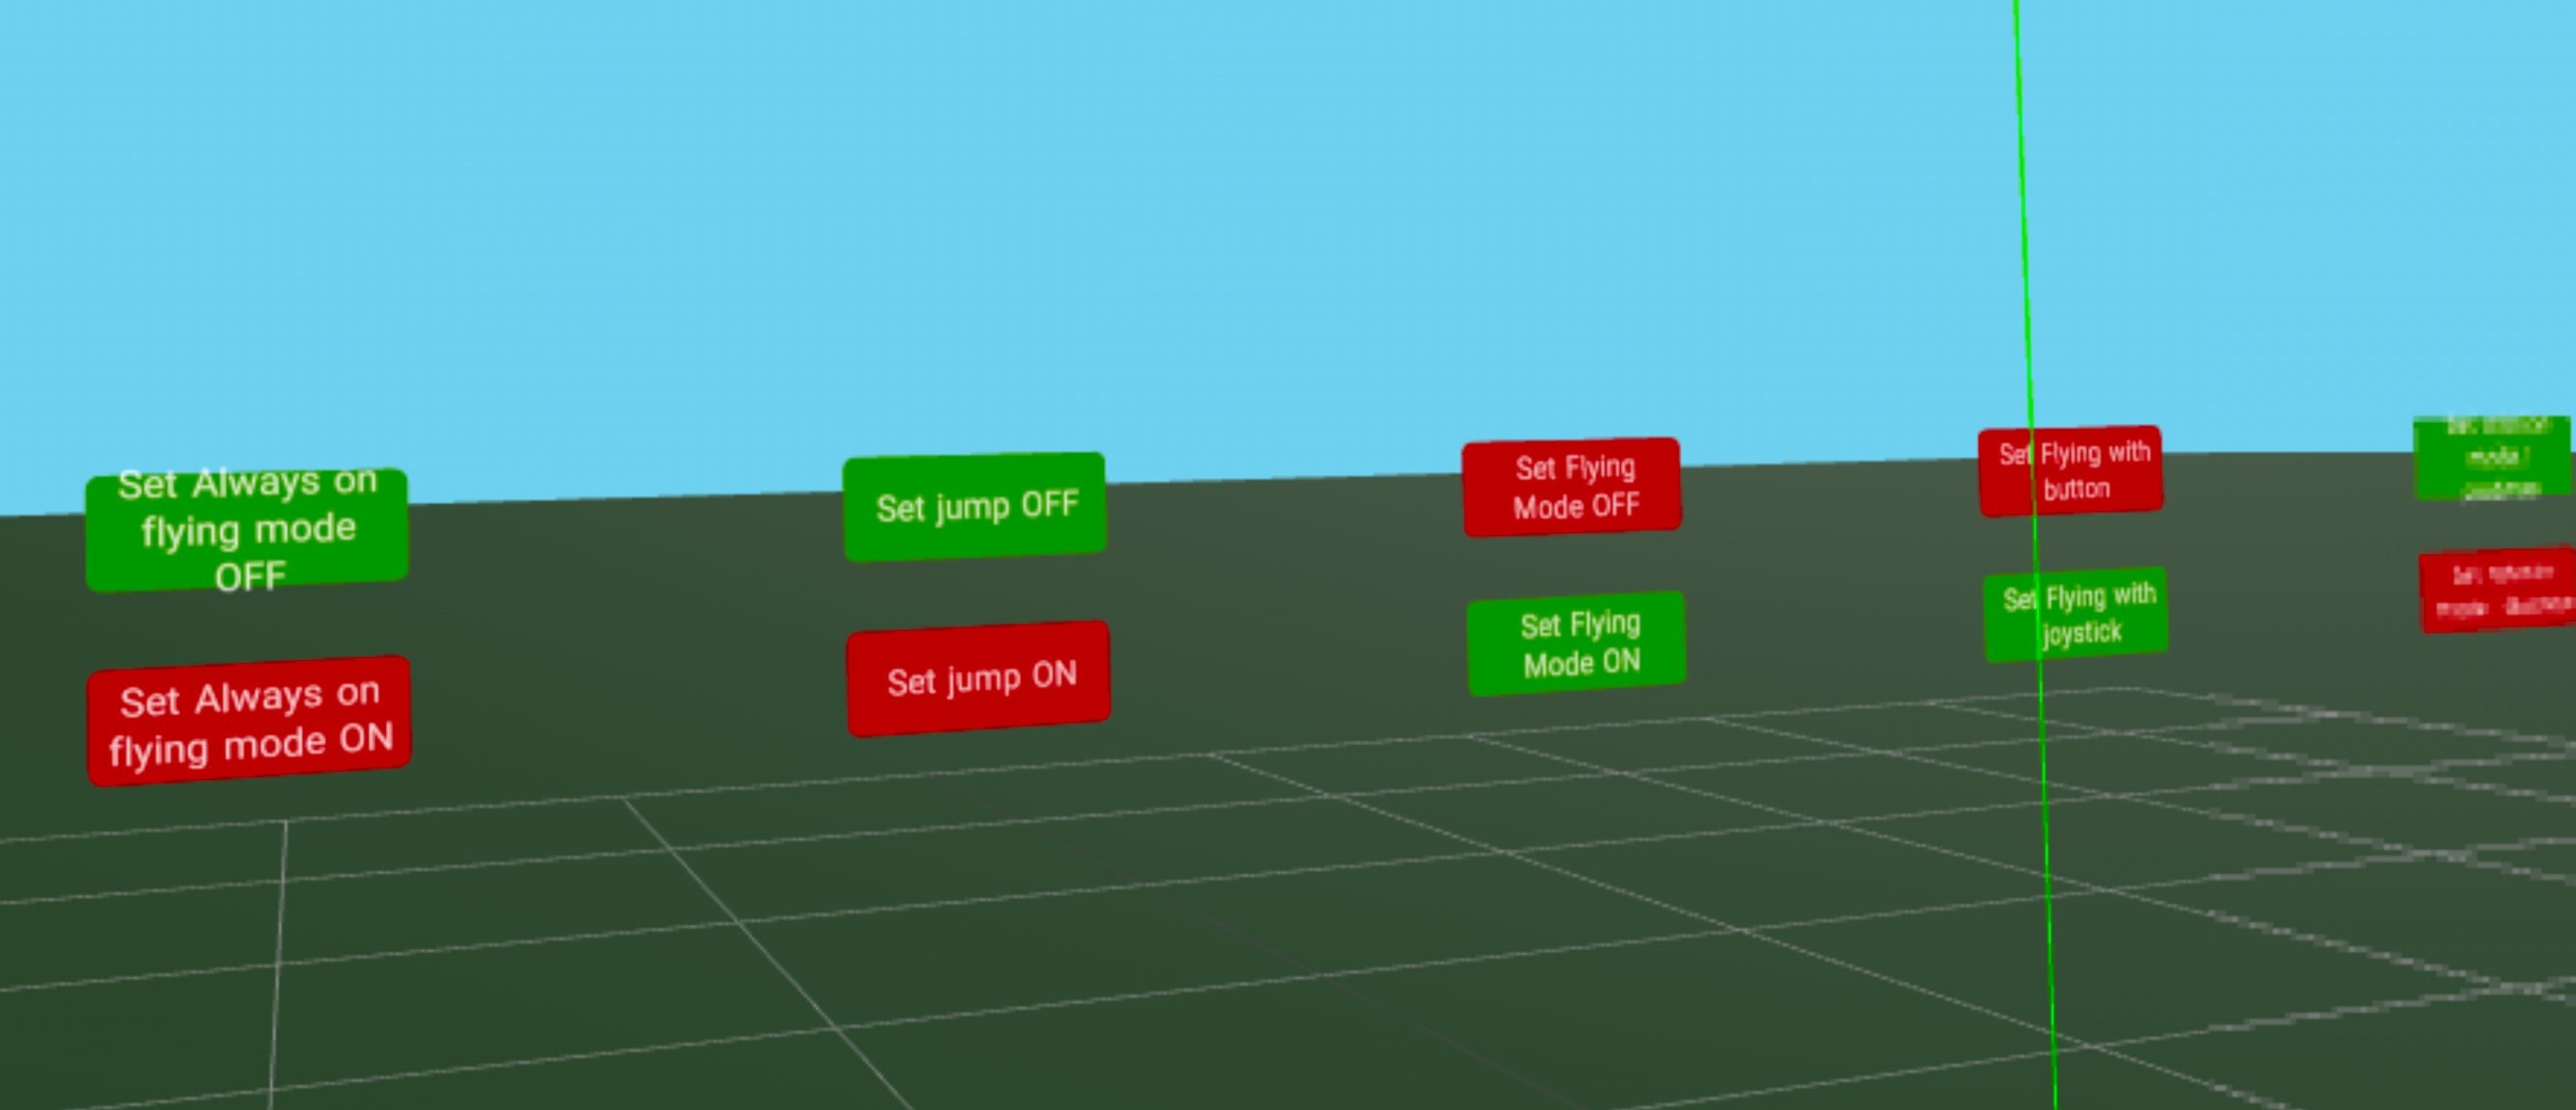 Set Always on
flying mode
OFF
Set Always on
flying mode ON
Set jump OFF
Set jump ON
Set Flying
Mode OFF
Set Flying
Mode ON
Set Flying with
button
Set Flying with
joystick